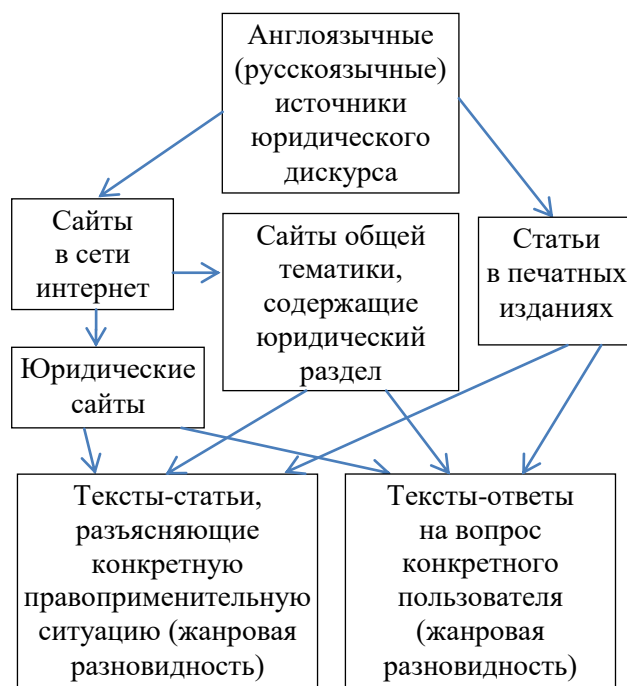 Англоязычные
(русскоязычные)
источники
юридического
дискурса
Сайты
в сети
интернет
Сайты общей
тематики,
содержащие
юридический
раздел
Статьи
в печатных
изданиях
Юридические
сайты
Тексты-статьи,
разъясняющие
конкретную
правоприменительную
ситуацию (жанровая
разновидность)
Тексты-ответы
на вопрос
конкретного
пользователя
(жанровая
разновидность)